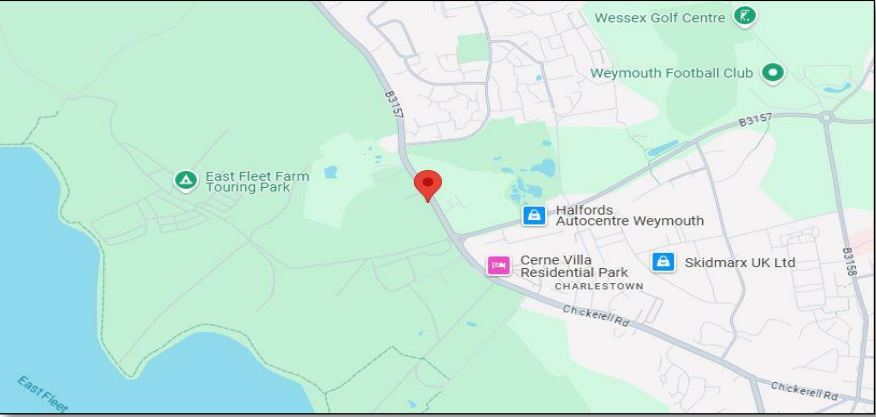 Wessex Golf Centre
Weymouth Football Club
B3157
B3157
East Fleet Farm
Touring Park
Halfords
Autocentre Weymouth
Cerne Villa
Residential Park
Skidmarx UK Ltd
B3158
CHARLESTOWN
Chickerell Rd
East Fleet
Chickerell Rd